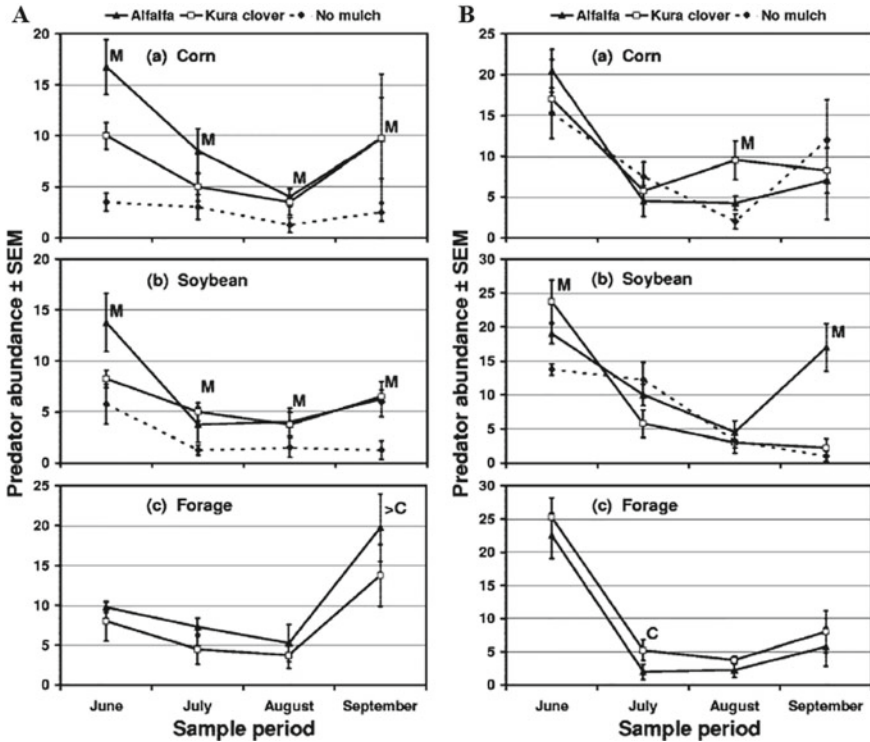 A
Alfalfa Kura clover No mulch
Predator abundance ± SEM
20
15
10
5
0
(a) Corn
M
M
M
M
20
15
10
5
0
(b) Soybean
M
M
M
M
25
20
15
10
5
0
(c) Forage
>C
June July August September
Sample period
B
Alfalfa Kura clover No mulch
Predator abundance ± SEM
25
20
15
10
5
0
(a) Corn
M
30
25
20
15
10
5
0
(b) Soybean
M
M
30
25
20
15
10
5
0
(c) Forage
C
June July August September
Sample period